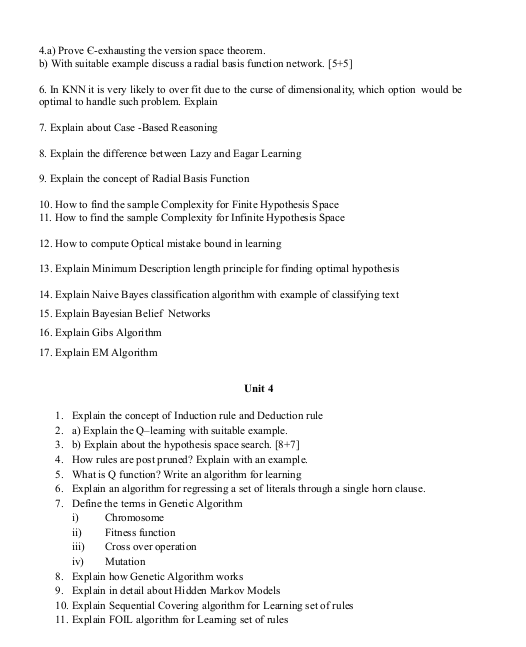 4.a) Prove Є-exhausting the version space theorem.
b) With suitable example discuss a radial basis function network. [5+5]
6. In KNN it is very likely to over fit due to the curse of dimensionality, which option would be
optimal to handle such problem. Explain
7. Explain about Case -Based Reasoning
8. Explain the difference between Lazy and Eagar Learning
9. Explain the concept of Radial Basis Function
10. How to find the sample Complexity for Finite Hypothesis Space
11. How to find the sample Complexity for Infinite Hypothesis Space
12. How to compute Optical mistake bound in learning
13. Explain Minimum Description length principle for finding optimal hypothesis
14. Explain Naive Bayes classification algorithm with example of classifying text
15. Explain Bayesian Belief Networks
16. Explain Gibs Algorithm
17. Explain EM Algorithm
Unit 4
1. Explain the concept of Induction rule and Deduction rule
2. a) Explain the Q–learning with suitable example.
3. b) Explain about the hypothesis space search. [8+7]
4. How rules are post pruned? Explain with an example.
5. What is Q function? Write an algorithm for learning
6. Explain an algorithm for regressing a set of literals through a single horn clause.
7. Define the terms in Genetic Algorithm
i) Chromosome
ii) Fitness function
iii) Cross over operation
iv) Mutation
8. Explain how Genetic Algorithm works
9. Explain in detail about Hidden Markov Models
10. Explain Sequential Covering algorithm for Learning set of rules
11. Explain FOIL algorithm for Learning set of rules